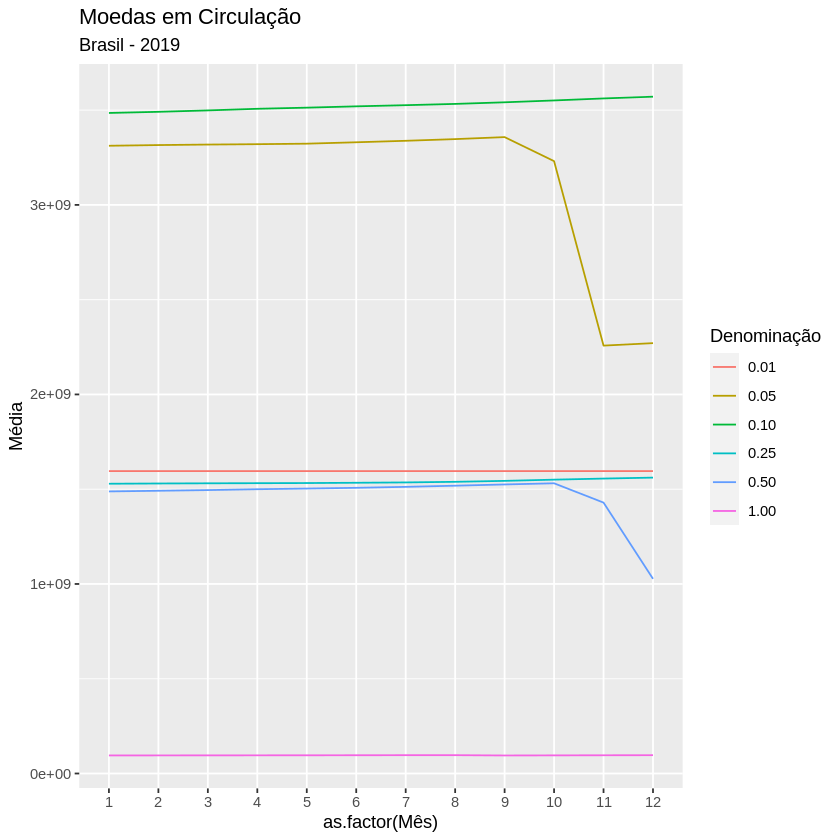 Moedas em Circulação
Brasil - 2019
Média
3e+09
2e+09
1e+09
0e+00
1 2 3 4 5 6 7 8 9 10 11 12
as.factor(Mês)
Denominação
0.01
0.05
0.10
0.25
0.50
1.00